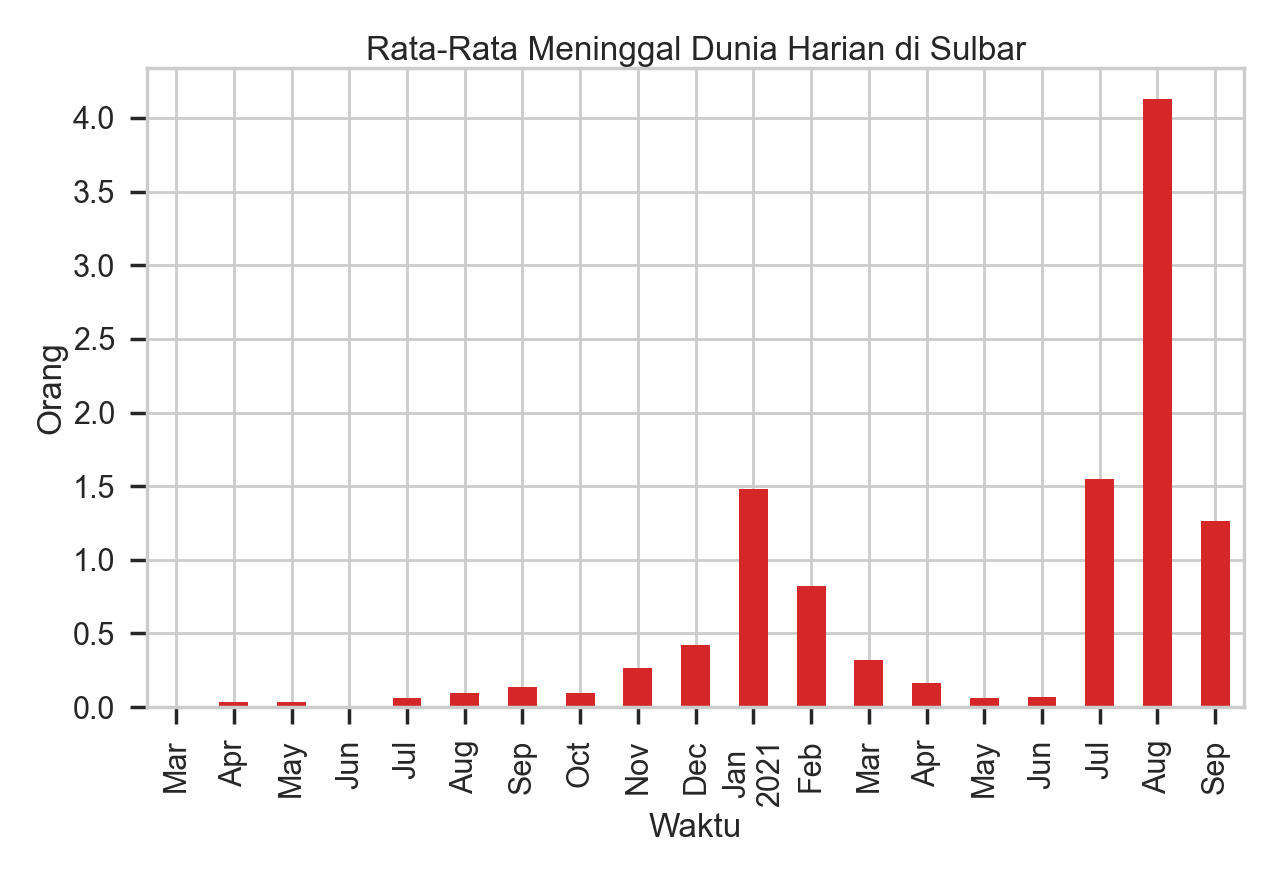 Rata-Rata Meninggal Dunia Harian di Sulbar
4.0
3.5
3.0
2.5
2.0
1.5
1.0
0.5
0.0
Orang
Mar
Apr
May
Jun
Jul
Aug
Sep
Oct
Nov
Dec
Jan
2021
Feb
Mar
Apr
May
Jun
Jul
Aug
Sep
Waktu